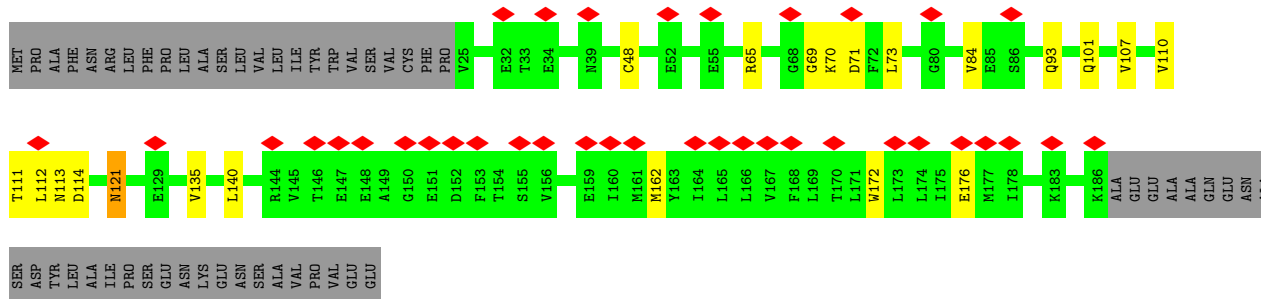 MET PRO ALA PHE ASN ARG LEU PHE PRO LEU ALA SER LEU VAL LEU ILE TYR TRP VAL SER VAL CYS PHE PRO V25 E32 T33 E34 N39 C48 E52 E55 R65 G68 G69 K70 D71 F72 L73 G80 V84 E85 S86 Q93 Q101 V107 V110
T111 L112 N113 D114 N121 E129 V135 L140 R144 V145 T146 E147 E148 A149 G150 E151 D152 F153 T154 S155 V156 E159 I160 M161 M162 Y163 I164 L165 L166 V167 F168 L169 T170 L171 W172 L173 L174 I175 E176 M177 I178 K183 K186 ALA GLU GLU ALA ALA GLN GLU ASN
SER ASP TYR LEU ALA ILE PRO SER GLU ASN LYS GLU ASN SER ALA VAL PRO VAL GLU GLU